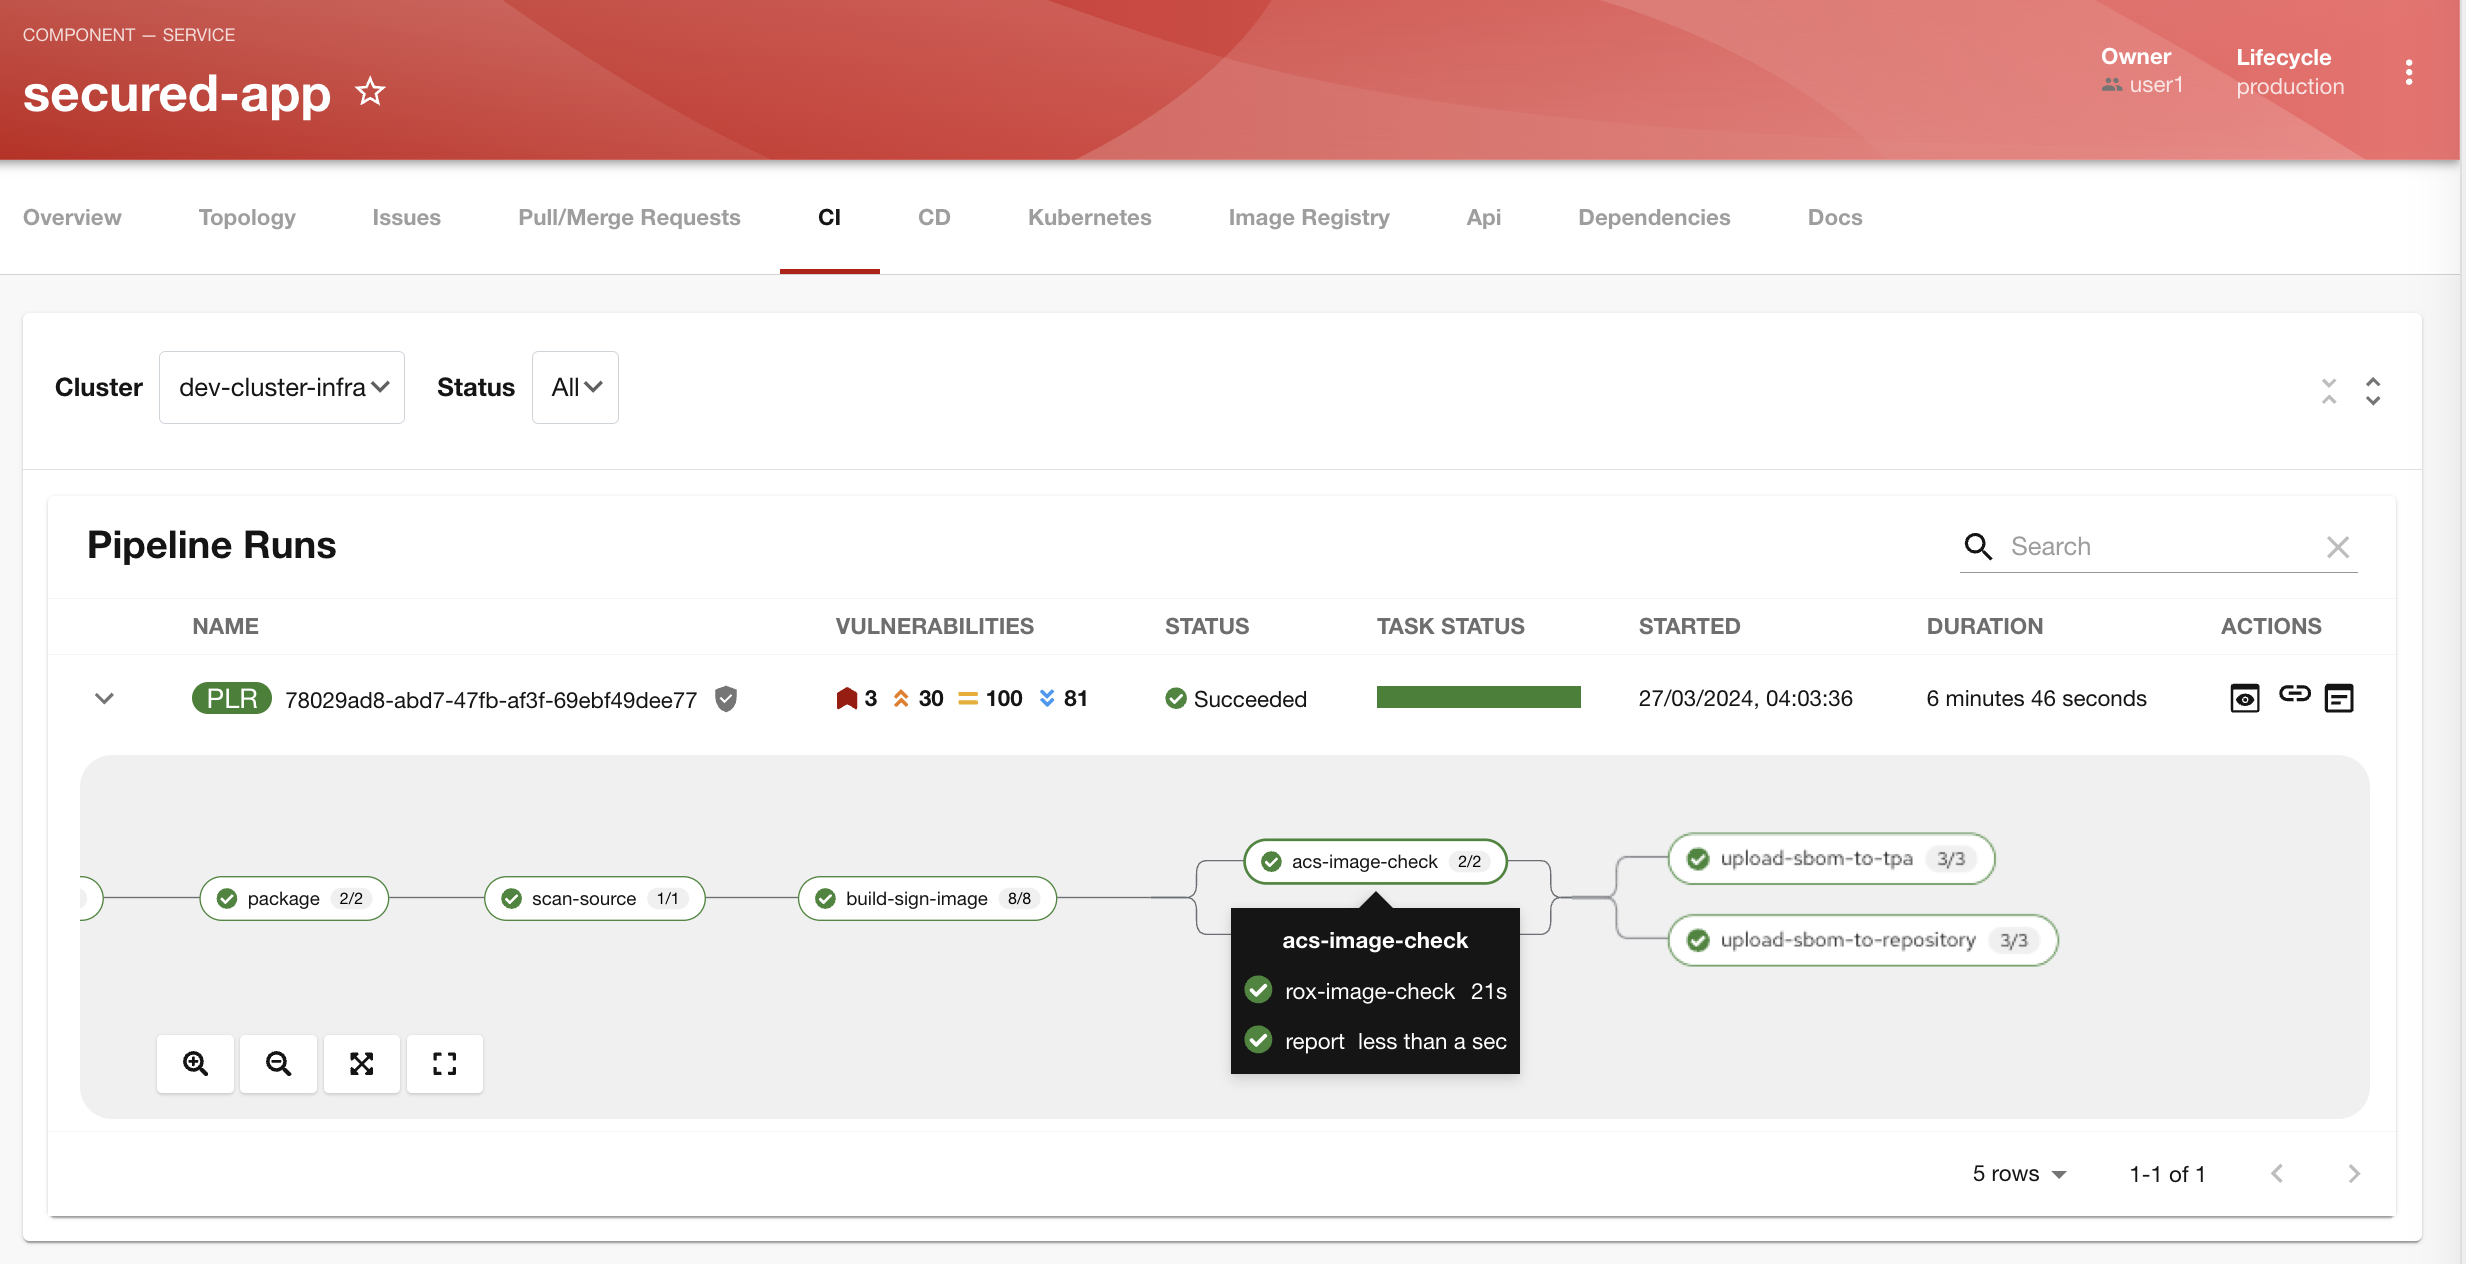 COMPONENT — SERVICE
secured-app
Owner
user1
Lifecycle
production
Overview Topology Issues Pull/Merge Requests CI CD Kubernetes Image Registry Api Dependencies Docs
Cluster dev-cluster-infra Status All
Pipeline Runs
Search
NAME VULNERABILITIES STATUS TASK STATUS STARTED DURATION ACTIONS
PLR 78029ad8-abd7-47fb-af3f-69ebf49dee77 3 30 100 81 Succeeded 27/03/2024, 04:03:36 6 minutes 46 seconds
package 2/2 scan-source 1/1 build-sign-image 8/8
acs-image-check 2/2
upload-sbom-to-tpa 3/3
upload-sbom-to-repository 3/3
acs-image-check
rox-image-check 21s
report less than a sec
5 rows 1-1 of 1